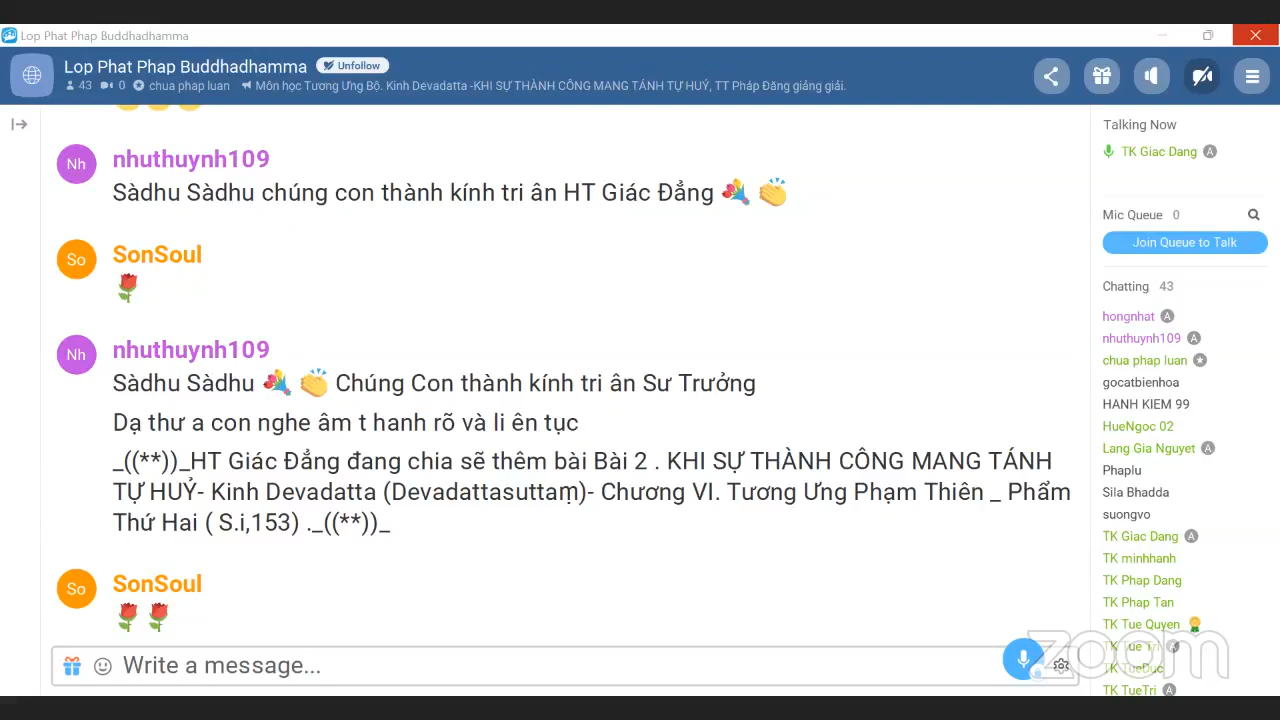 Lop Phat Phap Buddhadhamma
Lop Phat Phap Buddhadhamma Unfollow
43 0 chua phap luan Môn học Tương Ưng Bộ. Kinh Devadatta -KHI SỰ THÀNH CÔNG MANG TÁNH TỰ HUỶ, TT Pháp Đăng giảng giải.
Nh nhuthuynh109
Sàdhu Sàdhu chúng con thành kính tri ân HT Giác Đẳng
So SonSoul
Nh nhuthuynh109
Sàdhu Sàdhu Chúng Con thành kính tri ân Sư Trưởng
Dạ thư a con nghe âm t hanh rõ và li ên tục
_((**))_HT Giác Đẳng đang chia sẽ thêm bài Bài 2 . KHI SỰ THÀNH CÔNG MANG TÁNH
TỰ HUỶ- Kinh Devadatta (Devadattasuttaṃ)- Chương VI. Tương Ưng Phạm Thiên _ Phẩm
Thứ Hai ( S.i,153) ._((**))_
So SonSoul
Write a message...
Talking Now
TK Giac Dang A
Mic Queue 0
Join Queue to Talk
Chatting 43
hongnhat A
nhuthuynh109 A
chua phap luan
gocatbienhoa
HANH KIEM 99
HueNgoc 02
Lang Gia Nguyet A
Phaplu
Sila Bhadda
suongvo
TK Giac Dang A
TK minhhanh
TK Phap Dang
TK Phap Tan
TK Tue Quyen
TK Tue Tri A
TK TueDuc
TK TueTri A
zoom